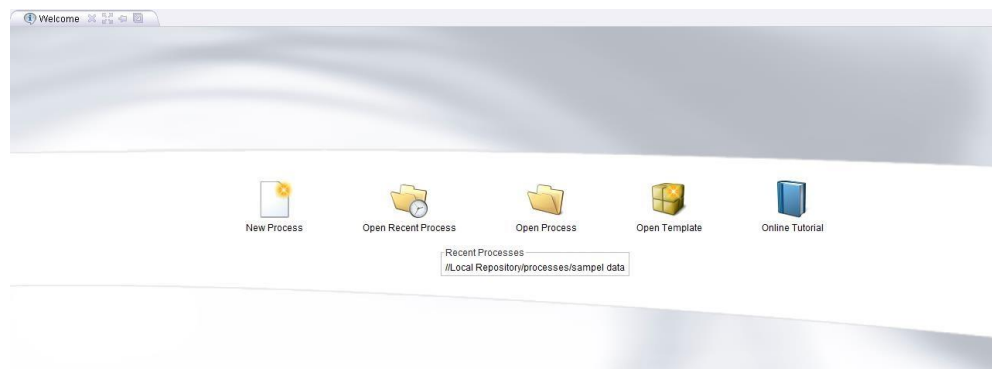 Welcome
New Process
Open Recent Process
Open Process
Open Template
Online Tutorial
Recent Processes
//Local Repository/processes/sampel data